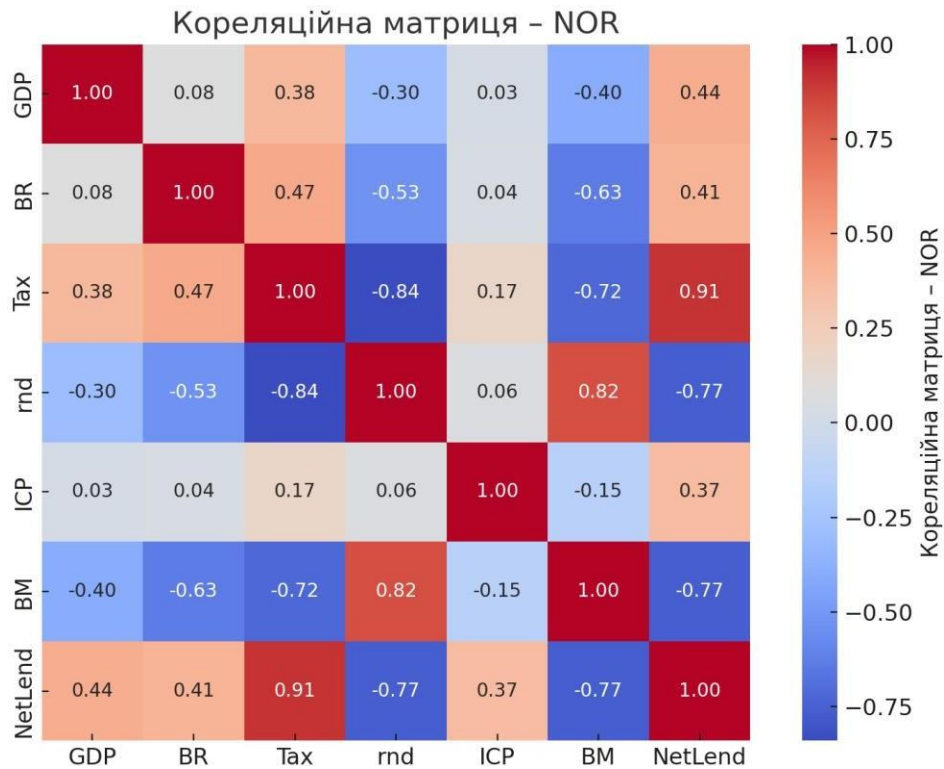 Кореляційна матриця – NOR
GDP 1.00 0.08 0.38 -0.30 0.03 -0.40 0.44
BR 0.08 1.00 0.47 -0.53 0.04 -0.63 0.41
Tax 0.38 0.47 1.00 -0.84 0.17 -0.72 0.91
rnd -0.30 -0.53 -0.84 1.00 0.06 0.82 -0.77
ICP 0.03 0.04 0.17 0.06 1.00 -0.15 0.37
BM -0.40 -0.63 -0.72 0.82 -0.15 1.00 -0.77
NetLend 0.44 0.41 0.91 -0.77 0.37 -0.77 1.00
GDP BR Tax rnd ICP BM NetLend
1.00
0.75
0.50
0.25
0.00
−0.25
−0.50
−0.75
Кореляційна матриця – NOR